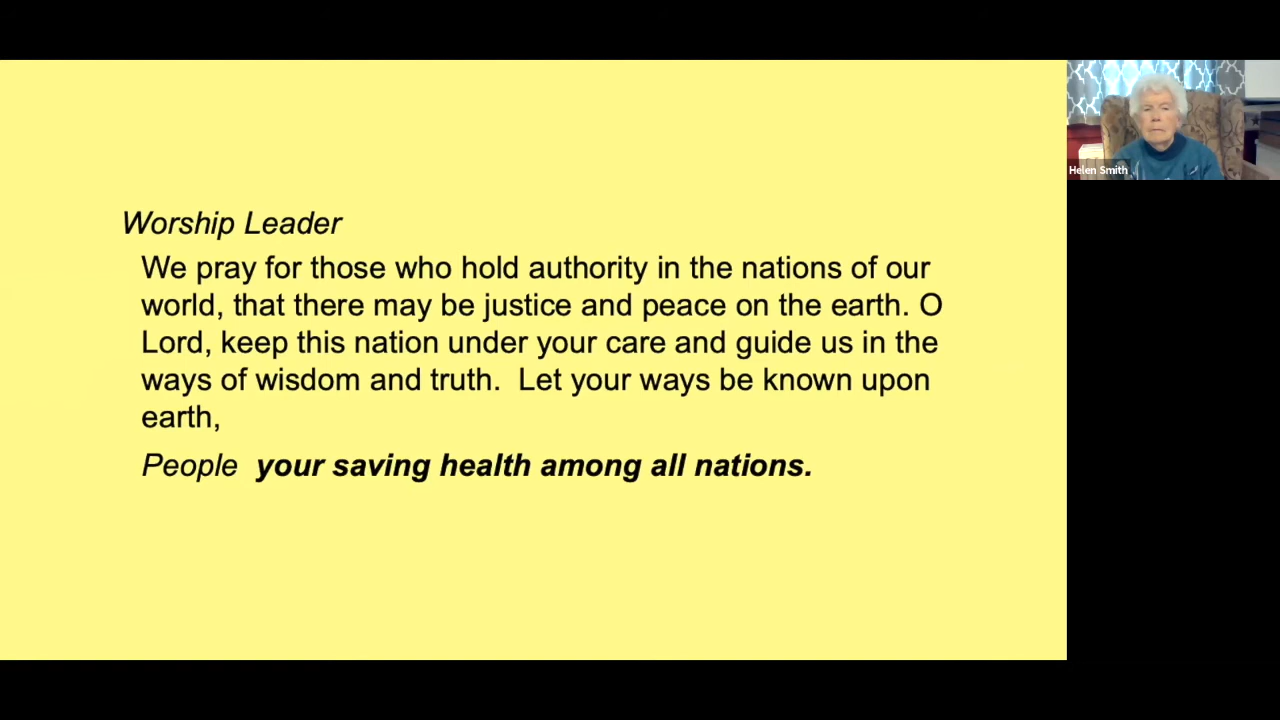 Worship Leader
We pray for those who hold authority in the nations of our
world, that there may be justice and peace on the earth. O
Lord, keep this nation under your care and guide us in the
ways of wisdom and truth.  Let your ways be known upon
earth,
People  your saving health among all nations.
Helen Smith